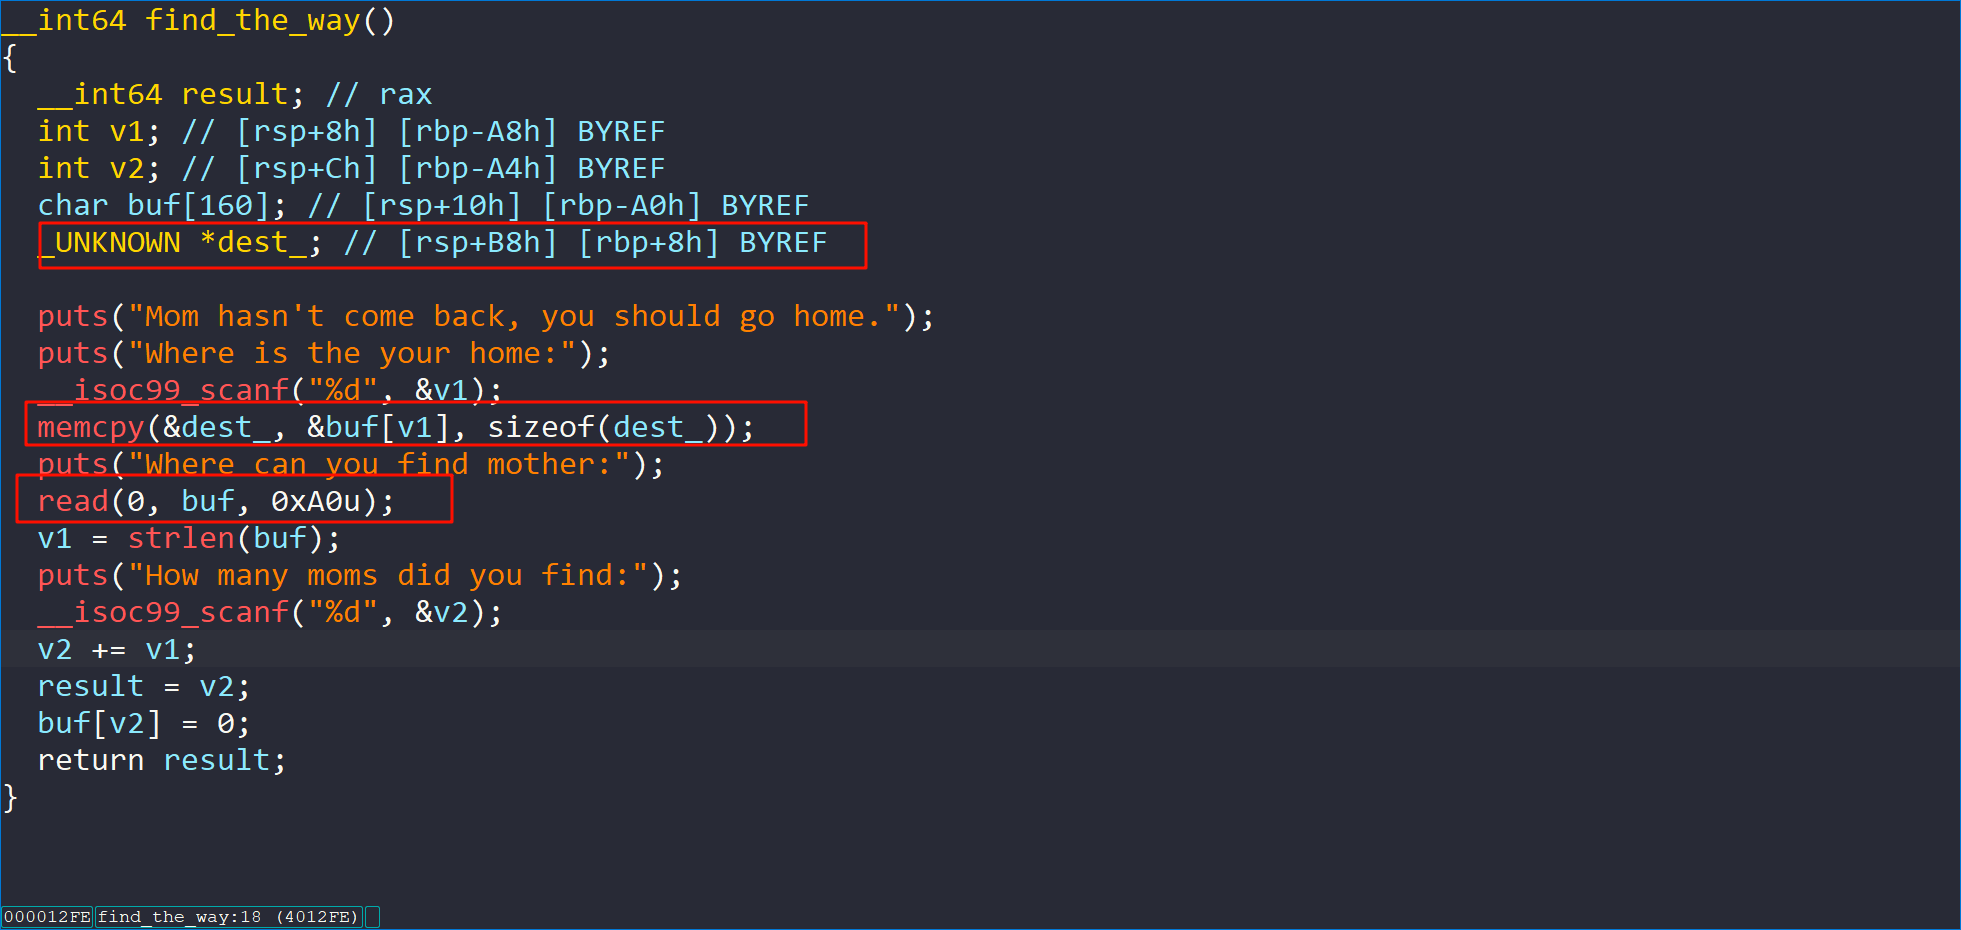 __int64 find_the_way()
{
  __int64 result; // rax
  int v1; // [rsp+8h] [rbp-A8h] BYREF
  int v2; // [rsp+Ch] [rbp-A4h] BYREF
  char buf[160]; // [rsp+10h] [rbp-A0h] BYREF
  _UNKNOWN *dest_; // [rsp+B8h] [rbp+8h] BYREF

  puts("Mom hasn't come back, you should go home.");
  puts("Where is the your home:");
  __isoc99_scanf("%d", &v1);
  memcpy(&dest_, &buf[v1], sizeof(dest_));
  puts("Where can you find mother:");
  read(0, buf, 0xA0u);
  v1 = strlen(buf);
  puts("How many moms did you find:");
  __isoc99_scanf("%d", &v2);
  v2 += v1;
  result = v2;
  buf[v2] = 0;
  return result;
}
000012FE find_the_way:18 (4012FE)